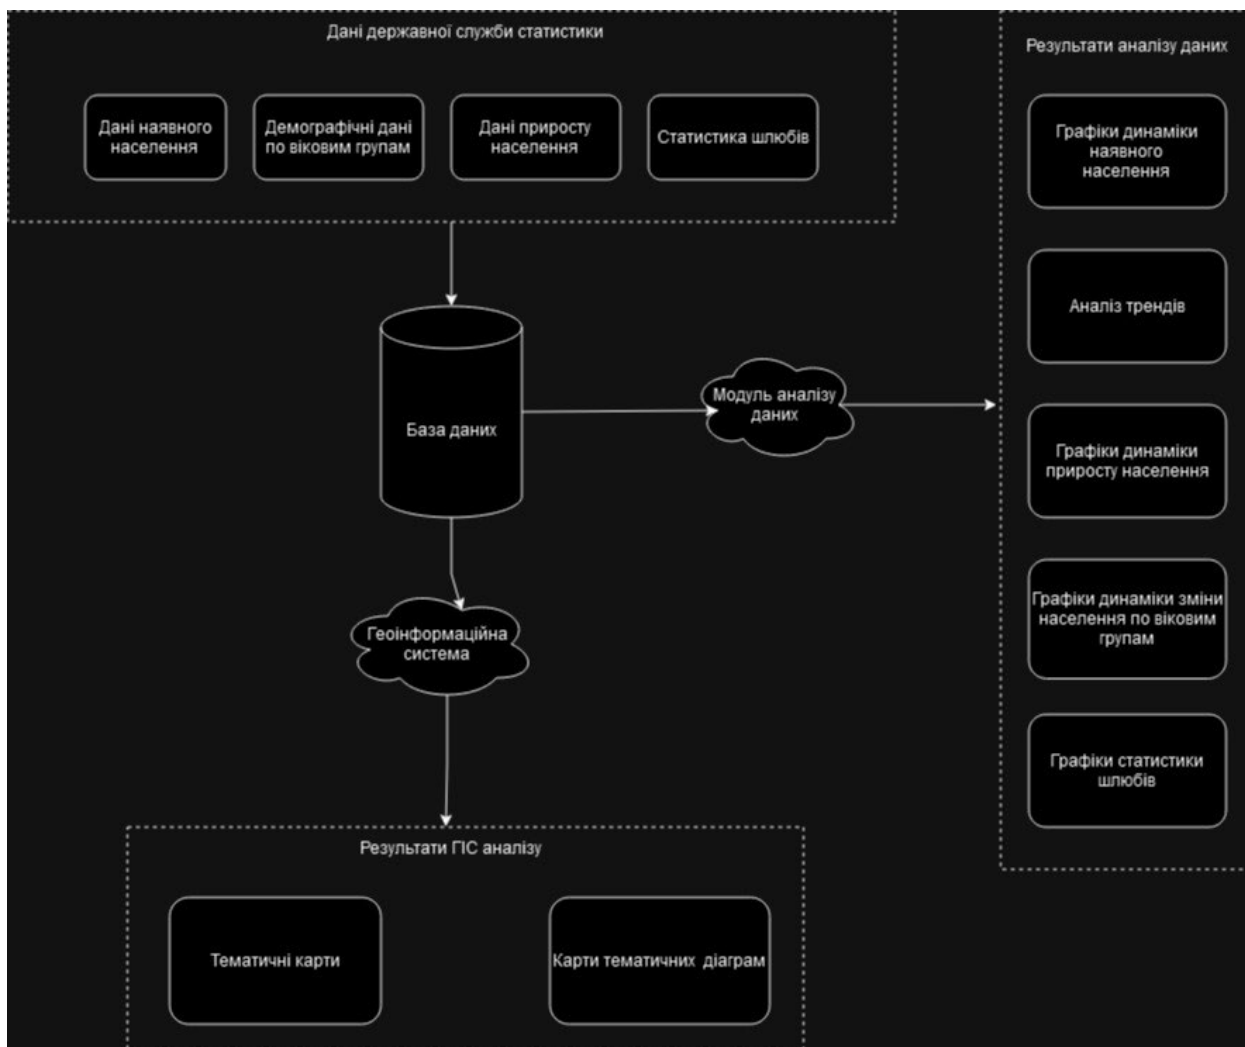 Дані державної служби статистики
Дані наявного
населення
Демографічні дані
по віковим групам
Дані приросту
населення
Статистика шлюбів
База даних
Модуль аналізу
даних
Геоінформаційна
система
Результати ГІС аналізу
Тематичні карти
Карти тематичних діаграм
Результати аналізу даних
Графіки динаміки
наявного
населення
Аналіз трендів
Графіки динаміки
приросту населення
Графіки динаміки зміни
населення по віковим
групам
Графіки статистики
шлюбів